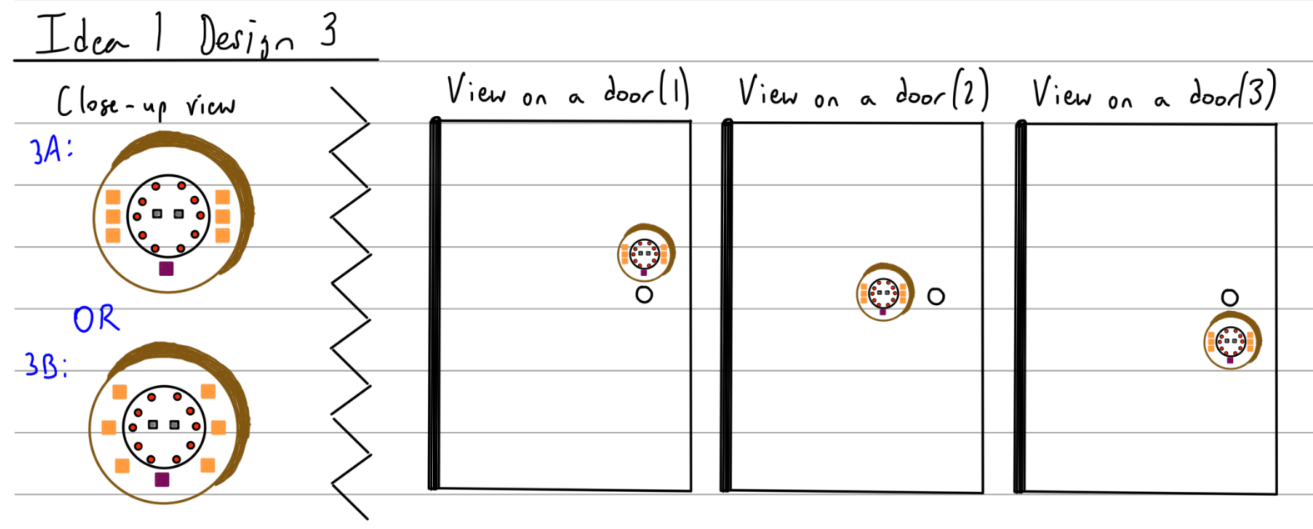 Idea 1 Design 3
Close-up view
3A:
OR
3B:
View on a door(1)
View on a door(2)
View on a door(3)